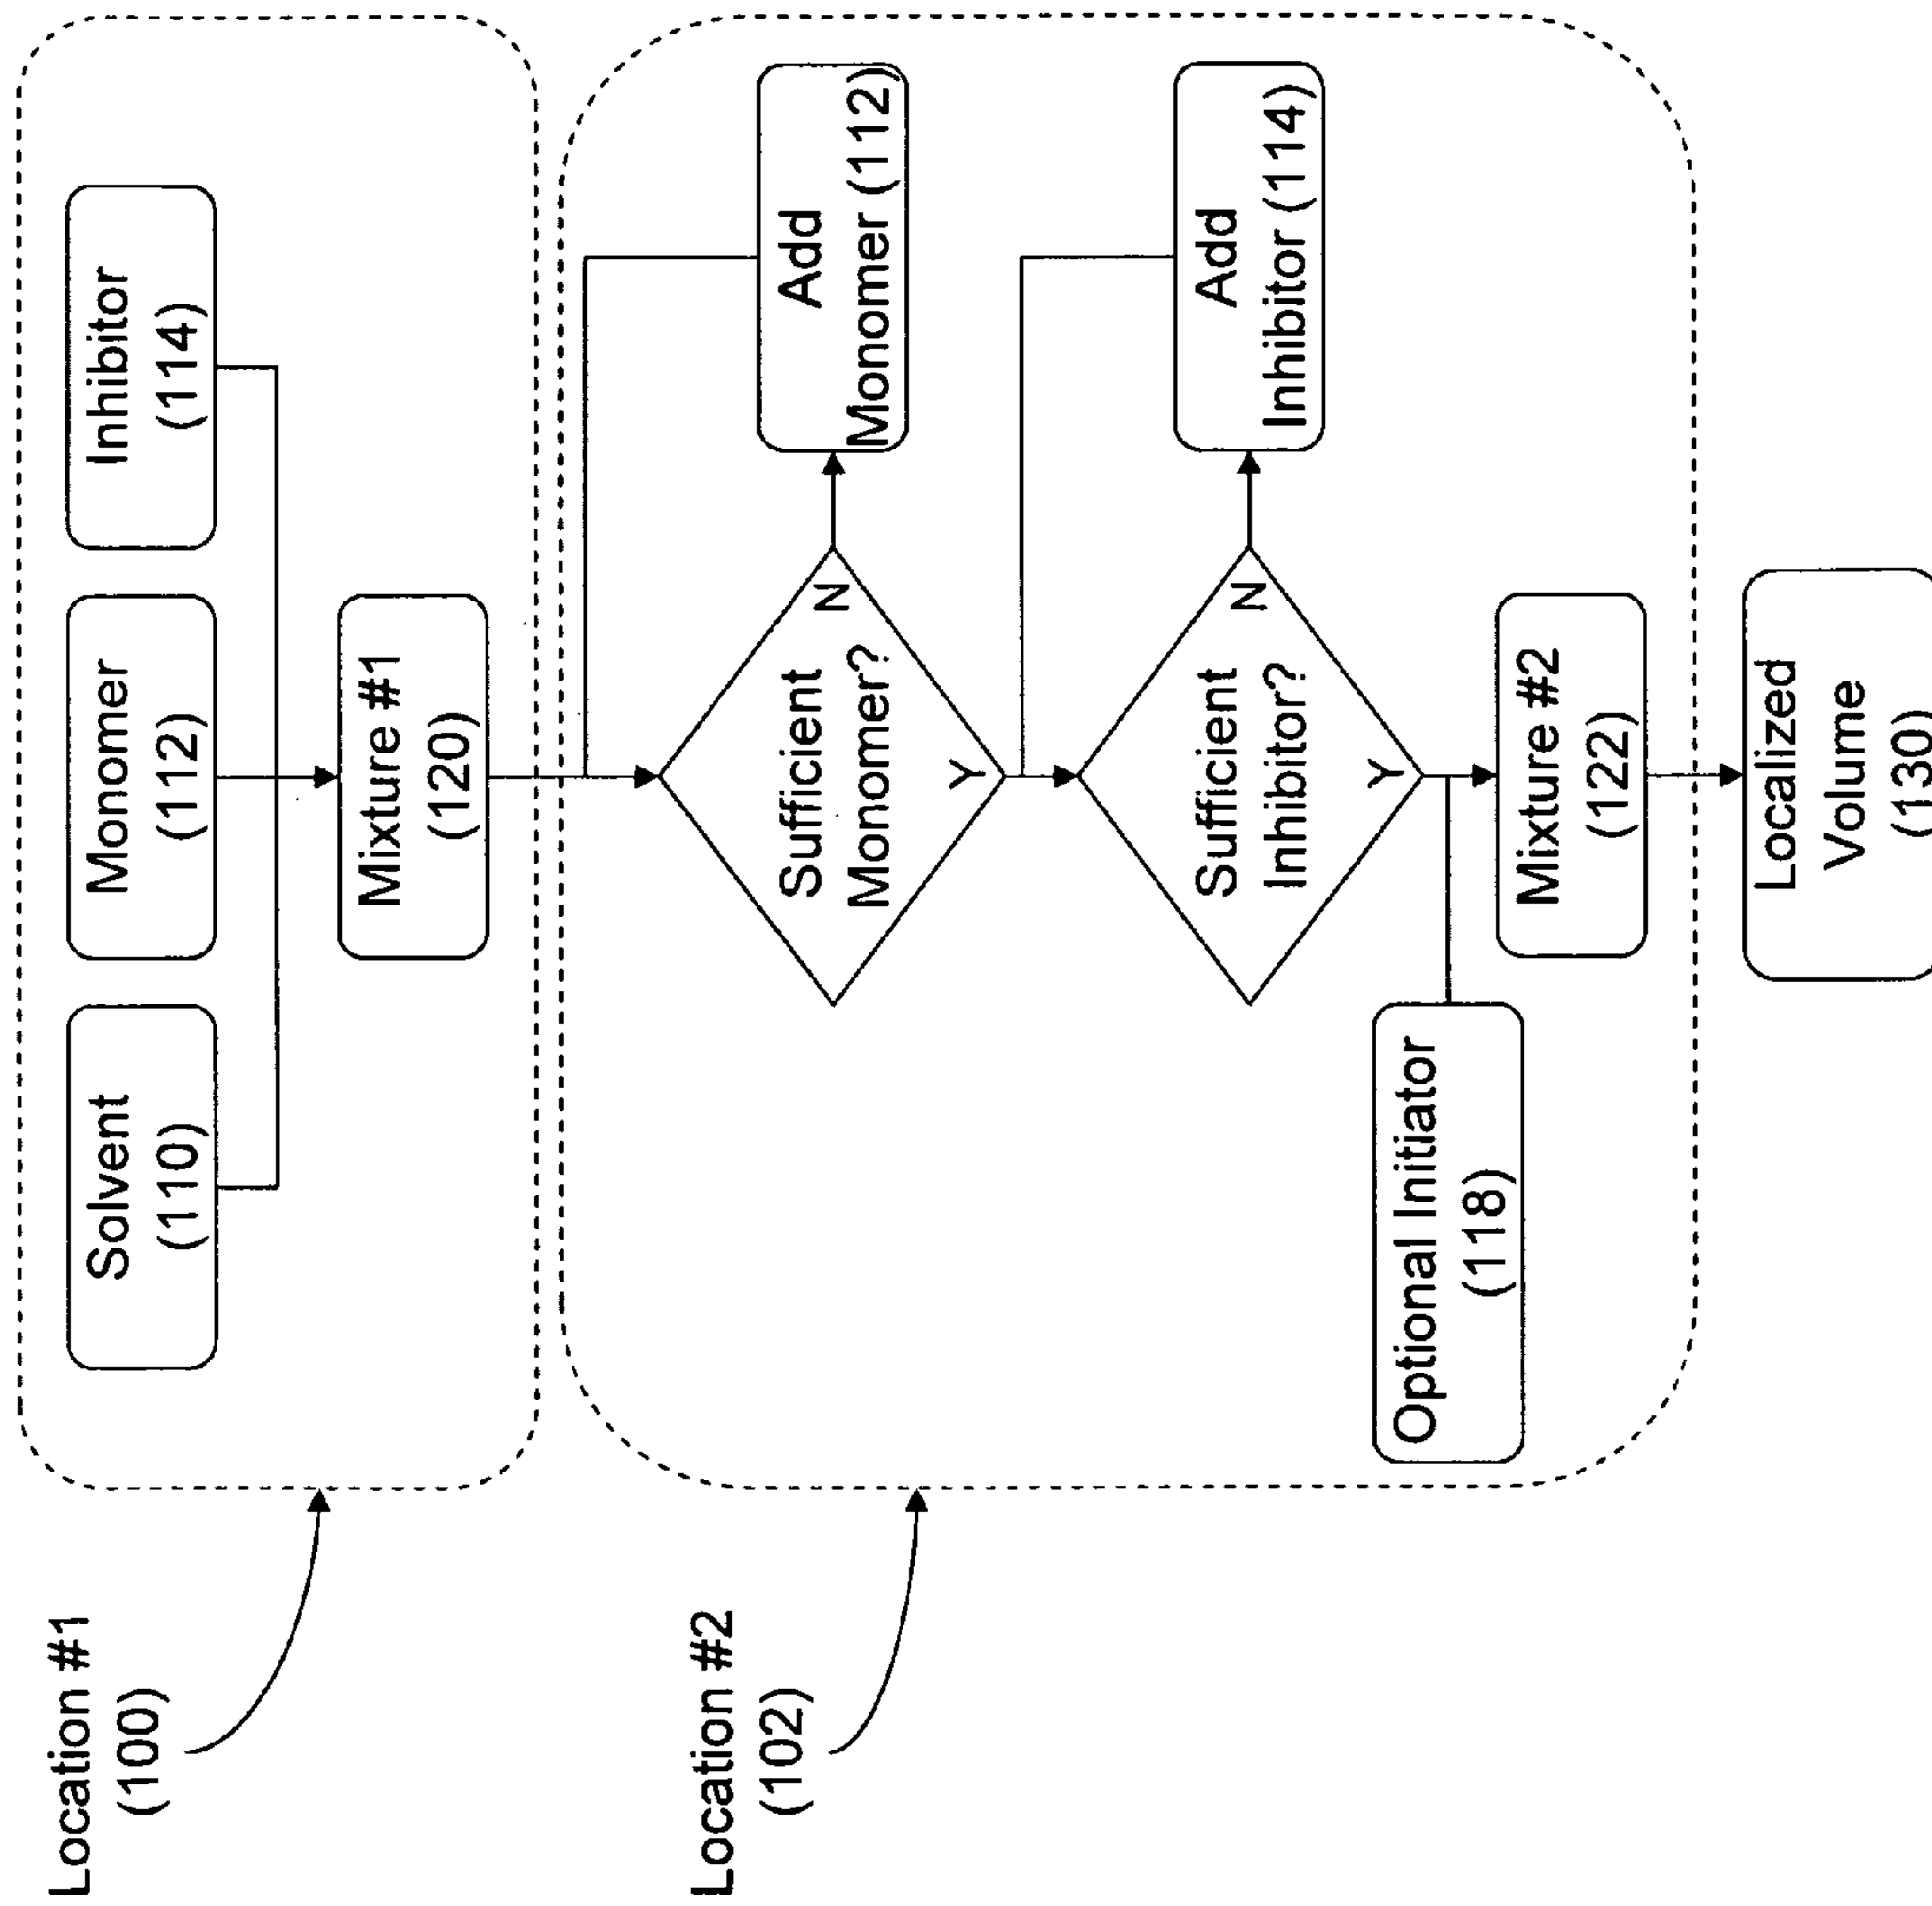 Location #1
(100)
Solvent
(110)
Monomer
(112)
Inhibitor
(114)
Mixture #1
(120)
Location #2
(102)
Sufficient
Monomer?
N
Y
Add
Monomer (112)
Sufficient
Inhibitor?
N
Y
Add
Inhibitor (114)
Optional Initiator
(118)
Mixture #2
(122)
Localized
Volume
(130)